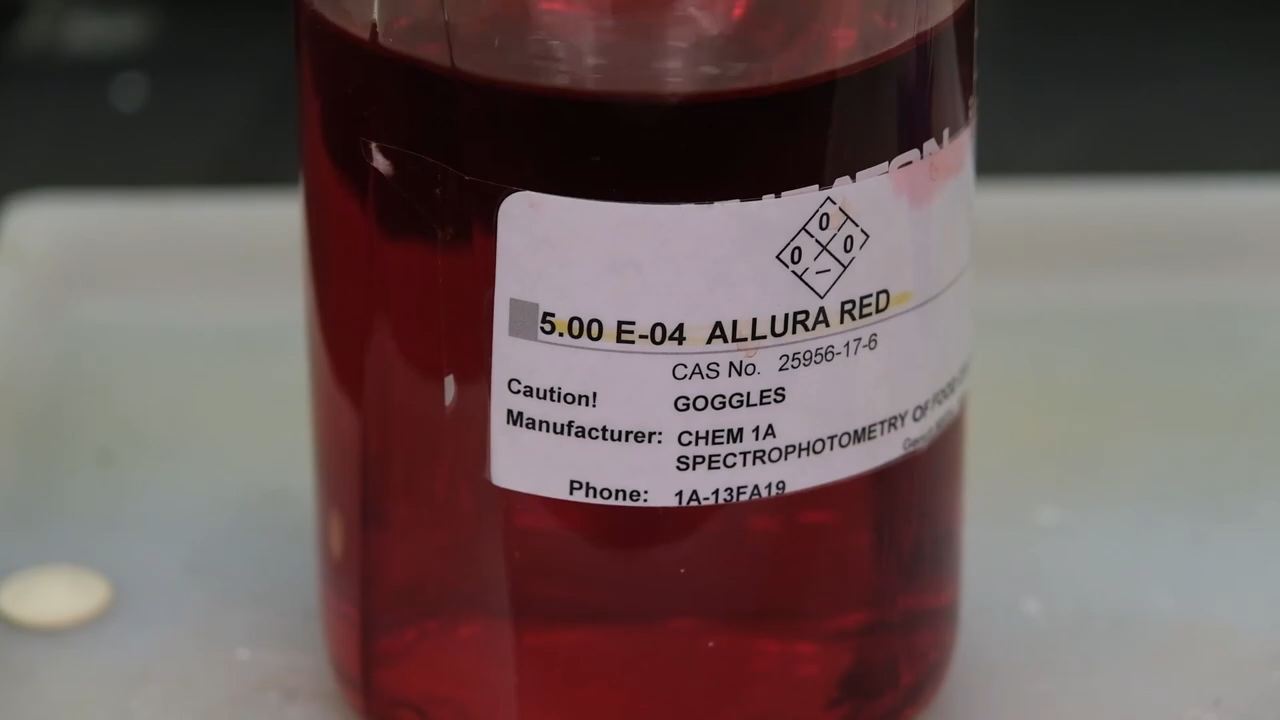 0
0 0
5.00 E-04 ALLURA RED
CAS No. 25956-17-6
Caution! GOGGLES
Manufacturer: CHEM 1A
SPECTROPHOTOMETRY OF FOOD
Phone: 1A-13FA19